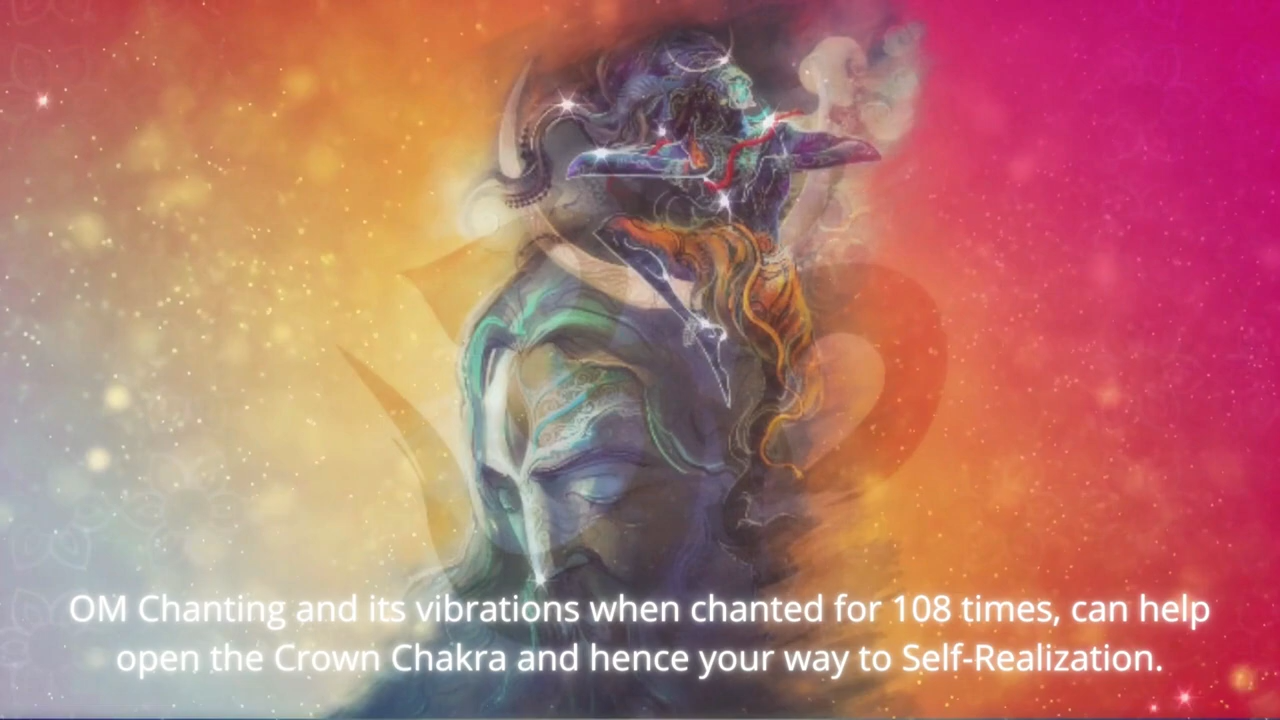 OM Chanting and its vibrations when chanted for 108 times, can help
open the Crown Chakra and hence your way to Self-Realization.